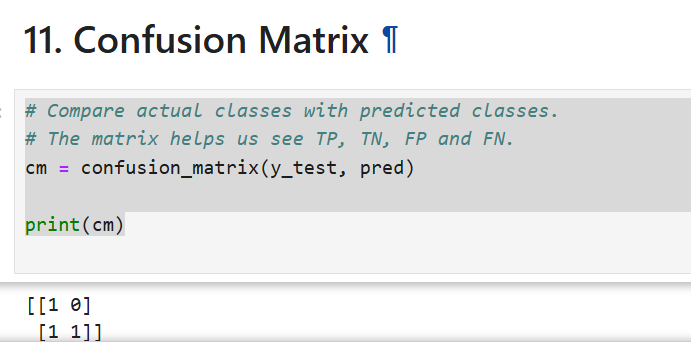 11. Confusion Matrix ¶
# Compare actual classes with predicted classes.
# The matrix helps us see TP, TN, FP and FN.
cm = confusion_matrix(y_test, pred)
print(cm)
[[1 0]
[1 1]]